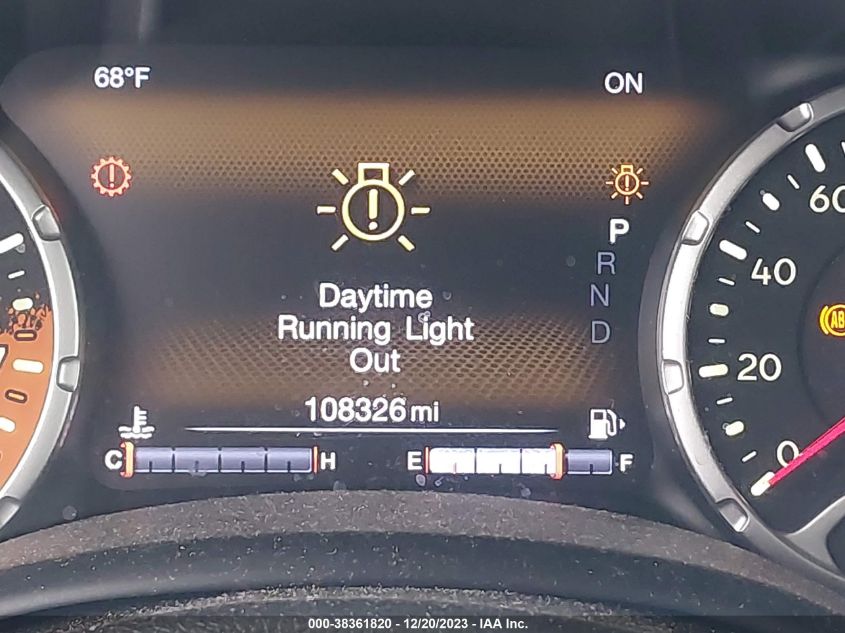 68°F
ON
P
R
N
D
Daytime
Running Light
Out
108326 mi
C
H
E
F
60
40
20
0
000-38361820 - 12/20/2023 - IAA Inc.